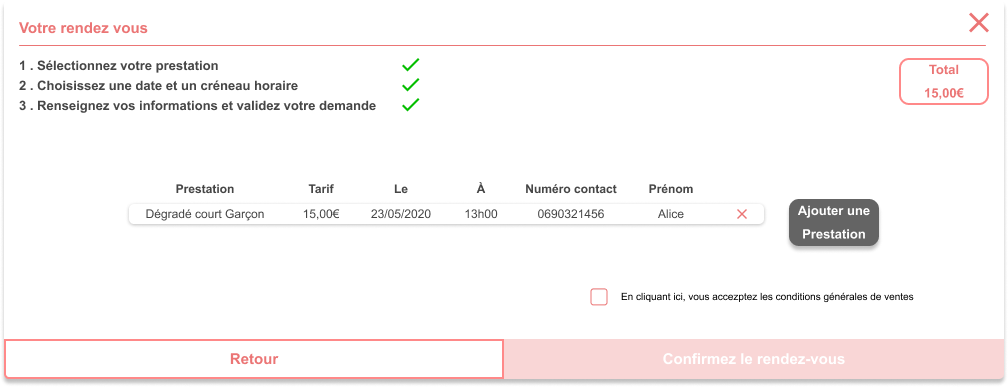 Votre rendez vous
1 . Sélectionnez votre prestation
2 . Choisissez une date et un créneau horaire
3 . Renseignez vos informations et validez votre demande
Total
15,00€
Prestation Tarif Le À Numéro contact Prénom
Dégradé court Garçon 15,00€ 23/05/2020 13h00 0690321456 Alice
Ajouter une
Prestation
En cliquant ici, vous accezptez les conditions générales de ventes
Retour
Confirmez le rendez-vous